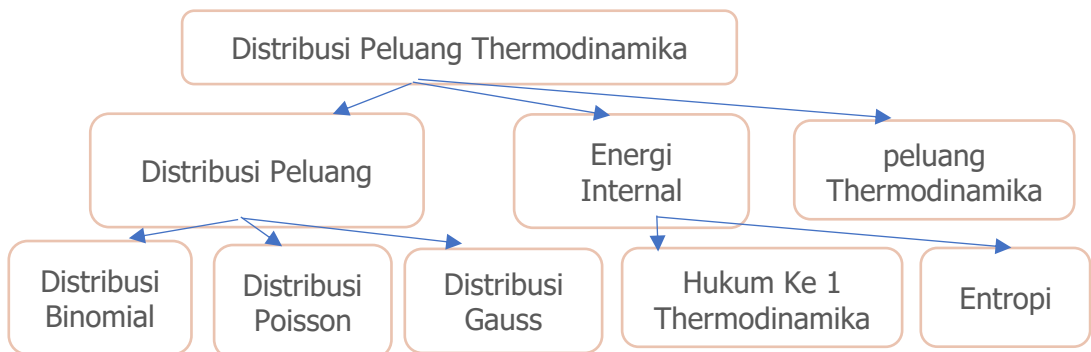 Distribusi Peluang Thermodinamika
Distribusi Peluang
Energi
Internal
peluang
Thermodinamika
Distribusi
Binomial
Distribusi
Poisson
Distribusi
Gauss
Hukum Ke 1
Thermodinamika
Entropi